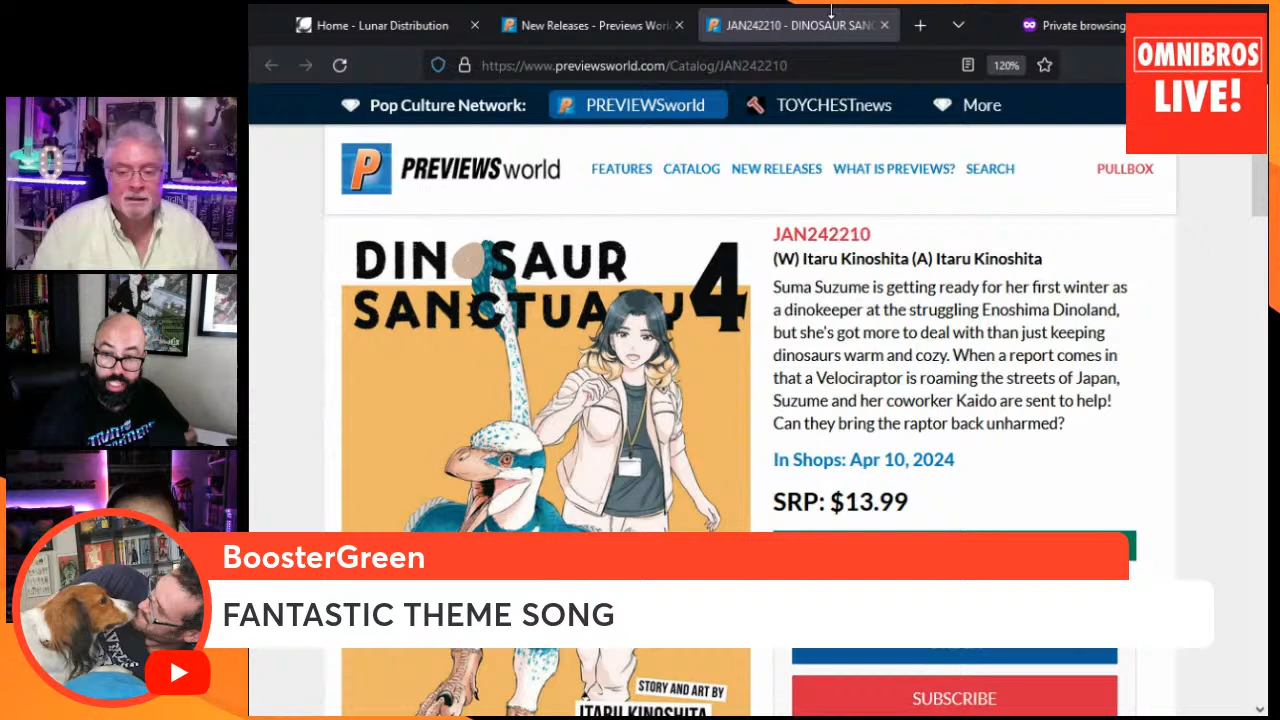 Home - Lunar Distribution
New Releases - Previews Worl
JAN242210 - DINOSAUR SANC
Private browsing
https://www.previewsworld.com/Catalog/JAN242210
120%
OMNIBROS
LIVE!
Pop Culture Network:
PREVIEWSworld
TOYCHESTnews
More
P PREVIEWSworld
FEATURES CATALOG NEW RELEASES WHAT IS PREVIEWS? SEARCH
PULLBOX
DINOSAUR
SANCTUARY 4
JAN242210
(W) Itaru Kinoshita (A) Itaru Kinoshita
Suma Suzume is getting ready for her first winter as
a dinokeeper at the struggling Enoshima Dinoland,
but she's got more to deal with than just keeping
dinosaurs warm and cozy. When a report comes in
that a Velociraptor is roaming the streets of Japan,
Suzume and her coworker Kaido are sent to help!
Can they bring the raptor back unharmed?
In Shops: Apr 10, 2024
SRP: $13.99
BoosterGreen
FANTASTIC THEME SONG
STORY AND ART BY
ITARU KINOSHITA
SUBSCRIBE